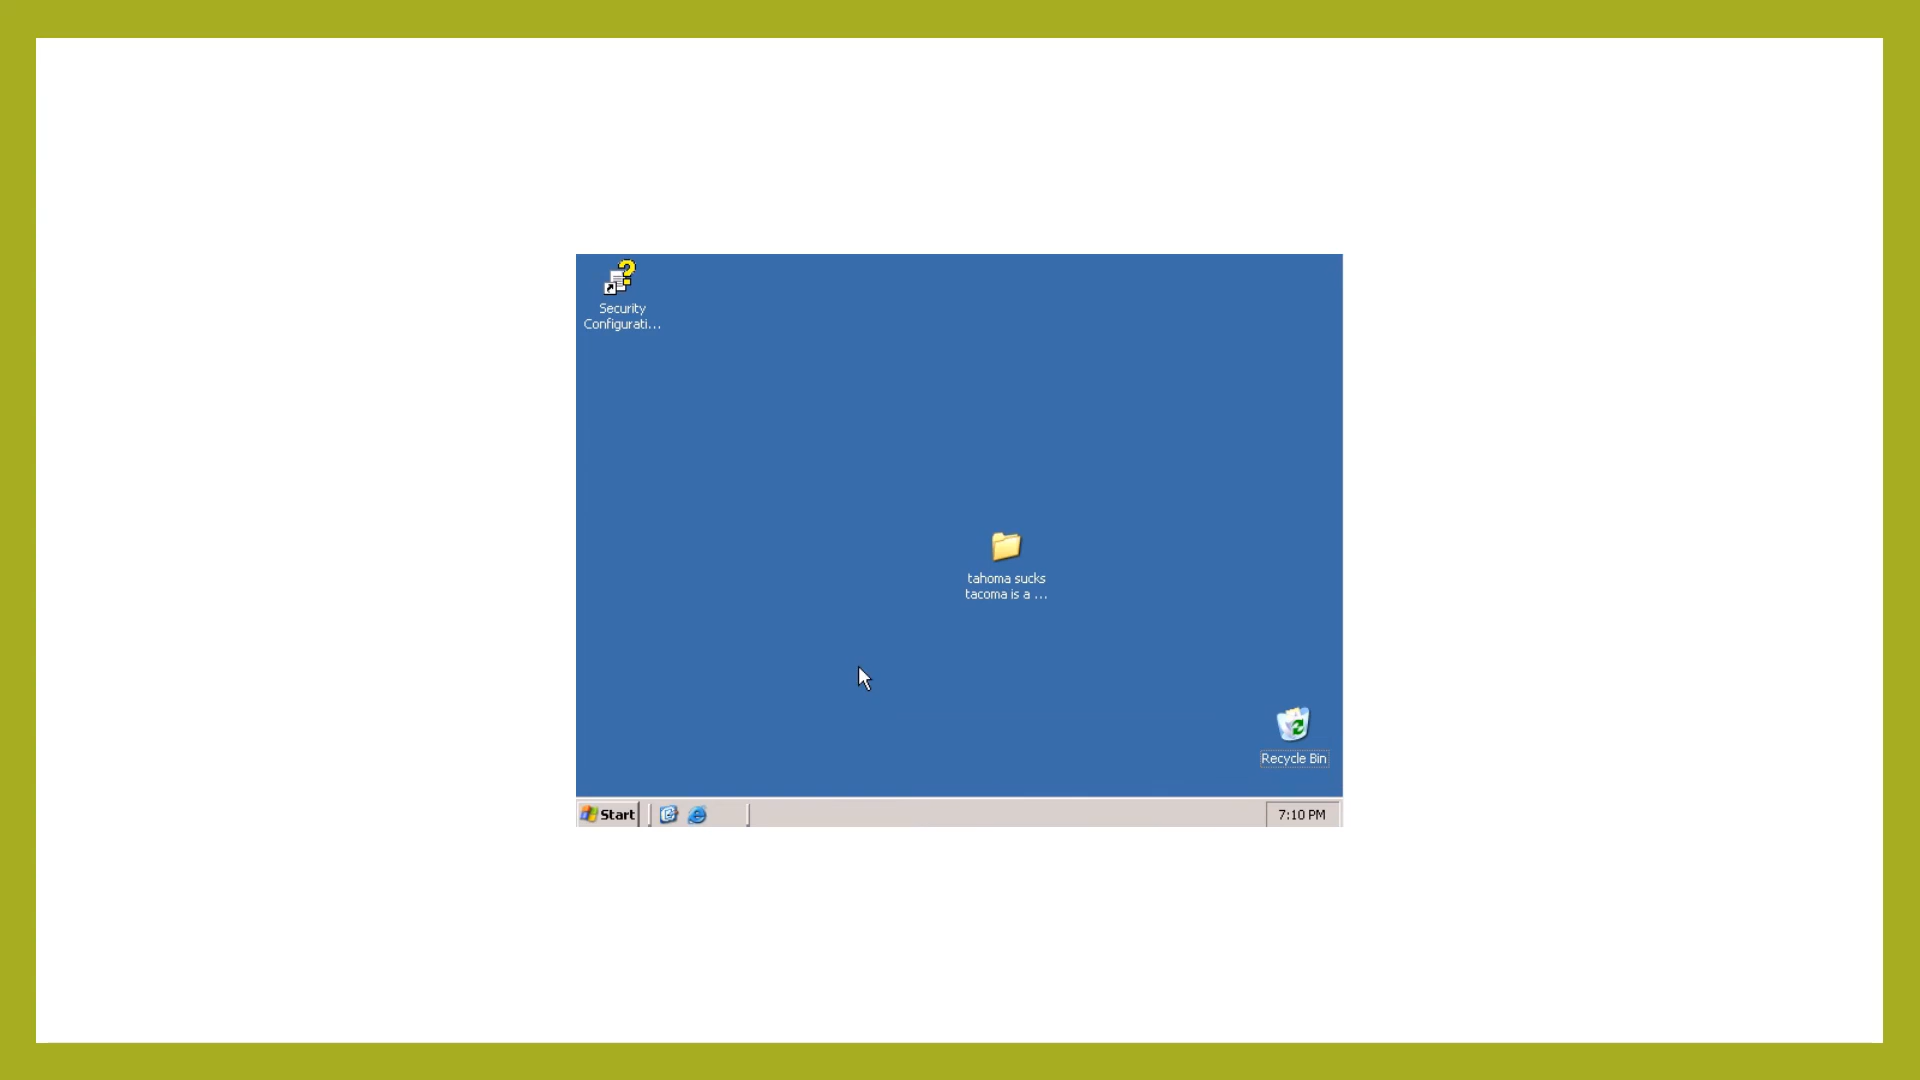 Security
Configurati...
tahoma sucks
tacoma is a ...
Recycle Bin
Start
7:10 PM